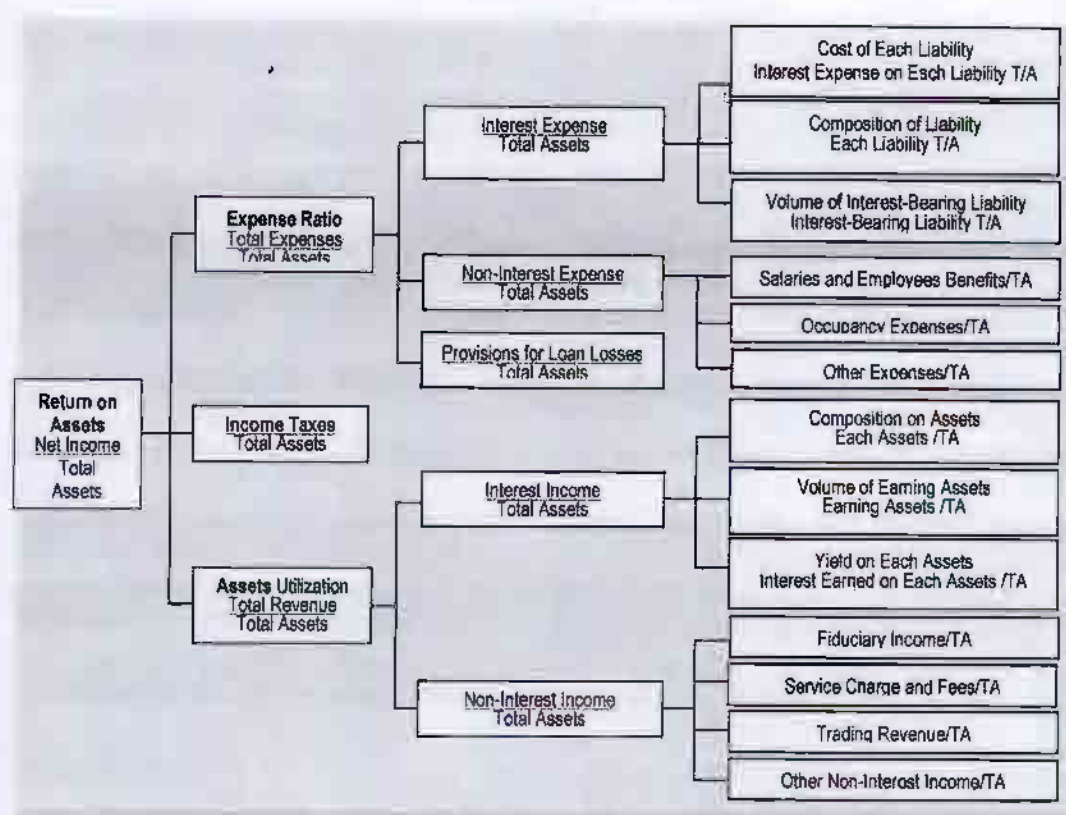 Return on
Assets
Net Income
Total
Assets
Expense Ratio
Total Expenses
Total Assets
Income Taxes
Total Assets
Assets Utilization
Total Revenue
Total Assets
Interest Expense
Total Assets
Non-Interest Expense
Total Assets
Provisions for Loan Losses
Total Assets
Interest Income
Total Assets
Non-Interest Income
Total Assets
Cost of Each Liability
Interest Expense on Esch Liability T/A
Composition of Liability
Each Liability T/A
Volume of Interest-Bearing Liability
Interest-Bearing Liability T/A
Salaries and Employees Benefits/TA
Occupancy Expenses/TA
Other Expenses/TA
Composition on Assets
Each Assets /TA
Volume of Earning Assets
Earning Assets /TA
Yield on Each Assets
Interest Earned on Each Assets /TA
Fiduciary Income/TA
Service Charge and Fees/TA
Trading Revenue/TA
Other Non-Interost Income/TA